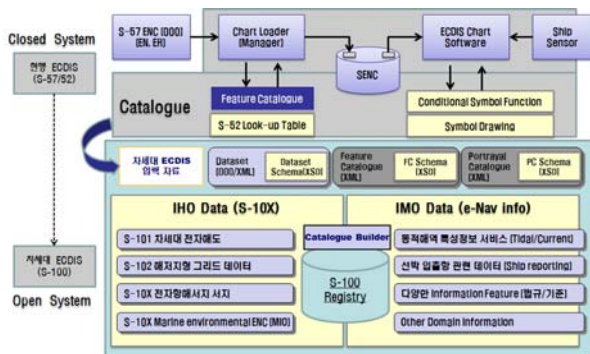 Closed System
현행 ECDIS
(S-57/52)
차세대 ECDIS
(S-100)
Open System
S-57 ENC [000]
[EN, ER]
Chart Loader
[Manager]
SENC
ECDIS Chart
Software
Ship
Sensor
Catalogue
Feature Catalogue
S-52 Look-up Table
Conditional Symbol Function
Symbol Drawing
차세대 ECDIS
입력 자료
Dataset
[000/XML]
Dataset
Schema[XSD]
Feature
Catalogue
[XML]
FC Schema
[XSD]
Portrayal
Catalogue
[XML]
PC Schema
[XSD]
IHO Data (S-10X)
S-101 차세대 전자해도
S-102 해저지형 그리드 데이터
S-10X 전자항해서지 서지
S-10X Marine environmental ENC [MIO]
Catalogue Builder
S-100
Registry
IMO Data (e-Nav info)
동적해역 특성정보 서비스 [Tidal/Current]
선박 입출항 관련 데이터 [Ship reporting]
다양한 Information Feature [법규/기준]
Other Domain Information